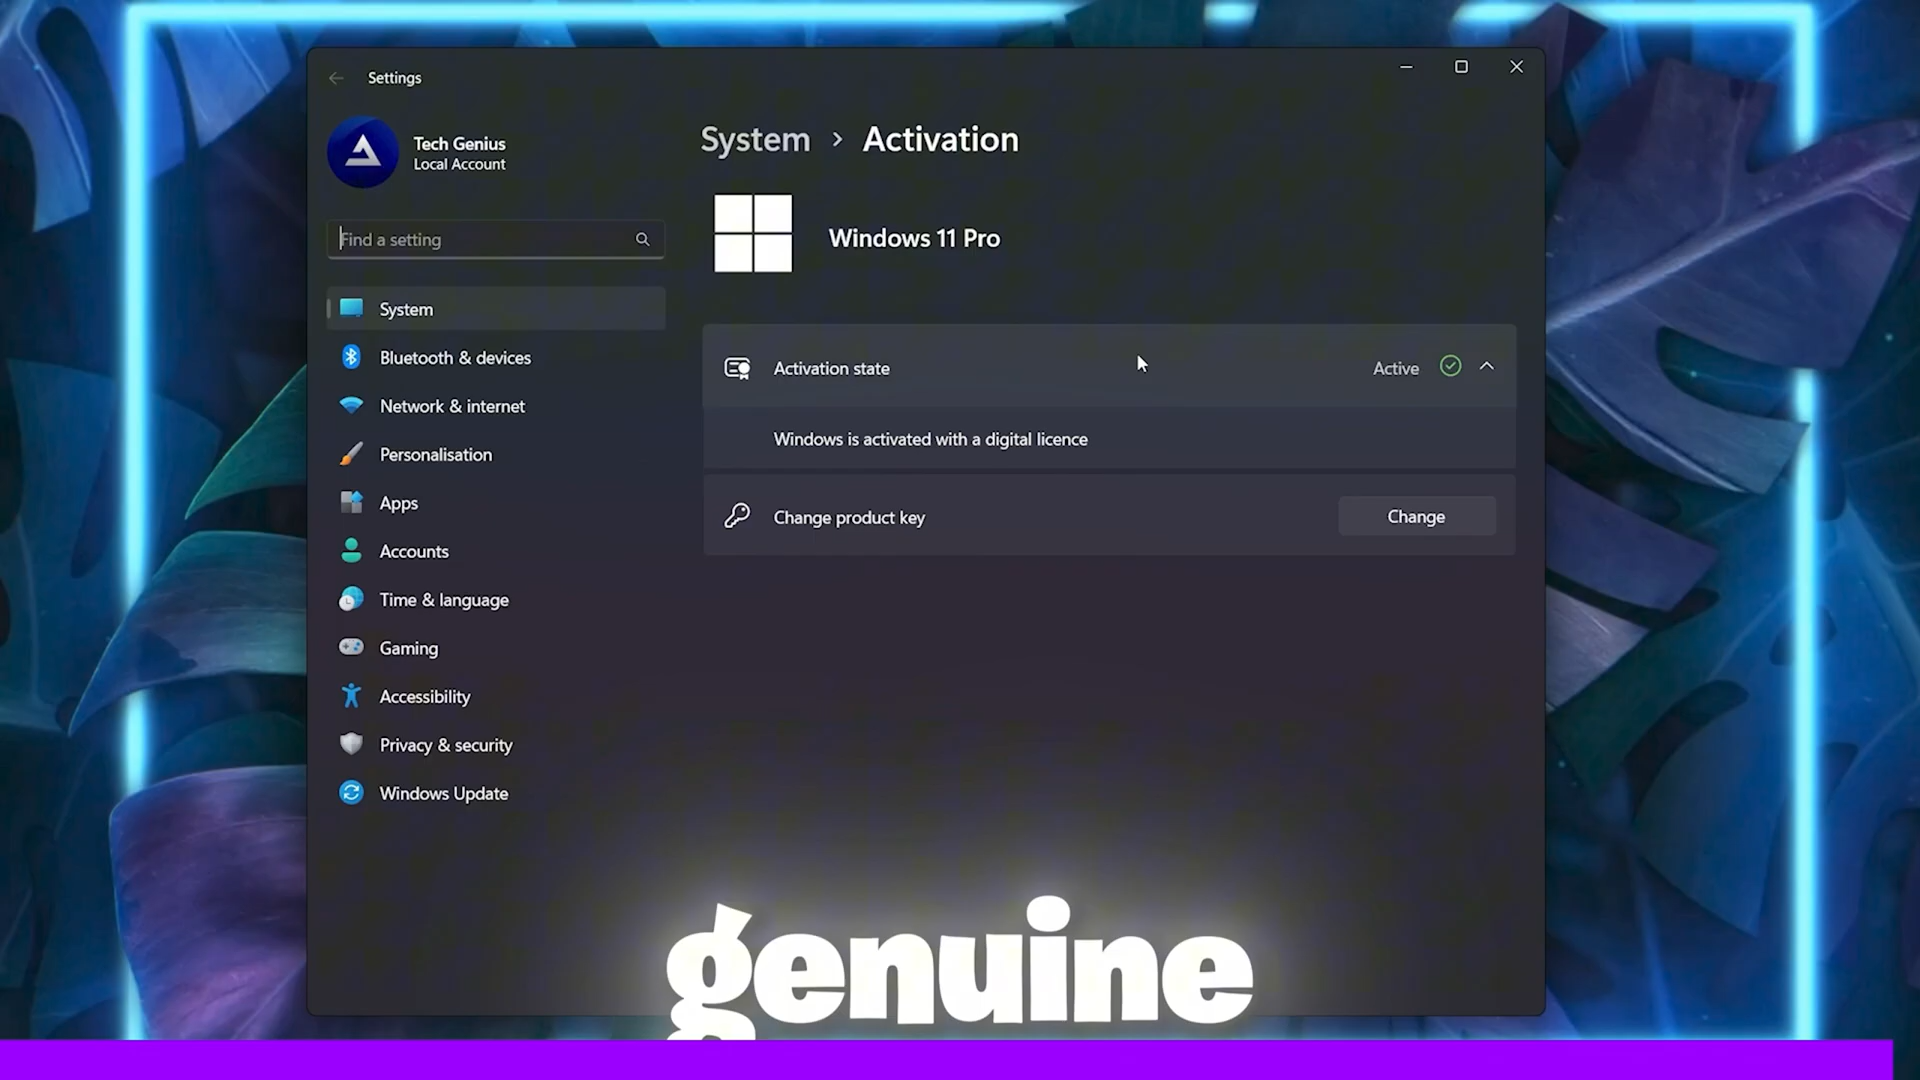 Settings
Tech Genius
Local Account
Find a setting
System
Bluetooth & devices
Network & internet
Personalisation
Apps
Accounts
Time & language
Gaming
Accessibility
Privacy & security
Windows Update
System > Activation
Windows 11 Pro
Activation state Active
Windows is activated with a digital licence
Change product key Change
genuine